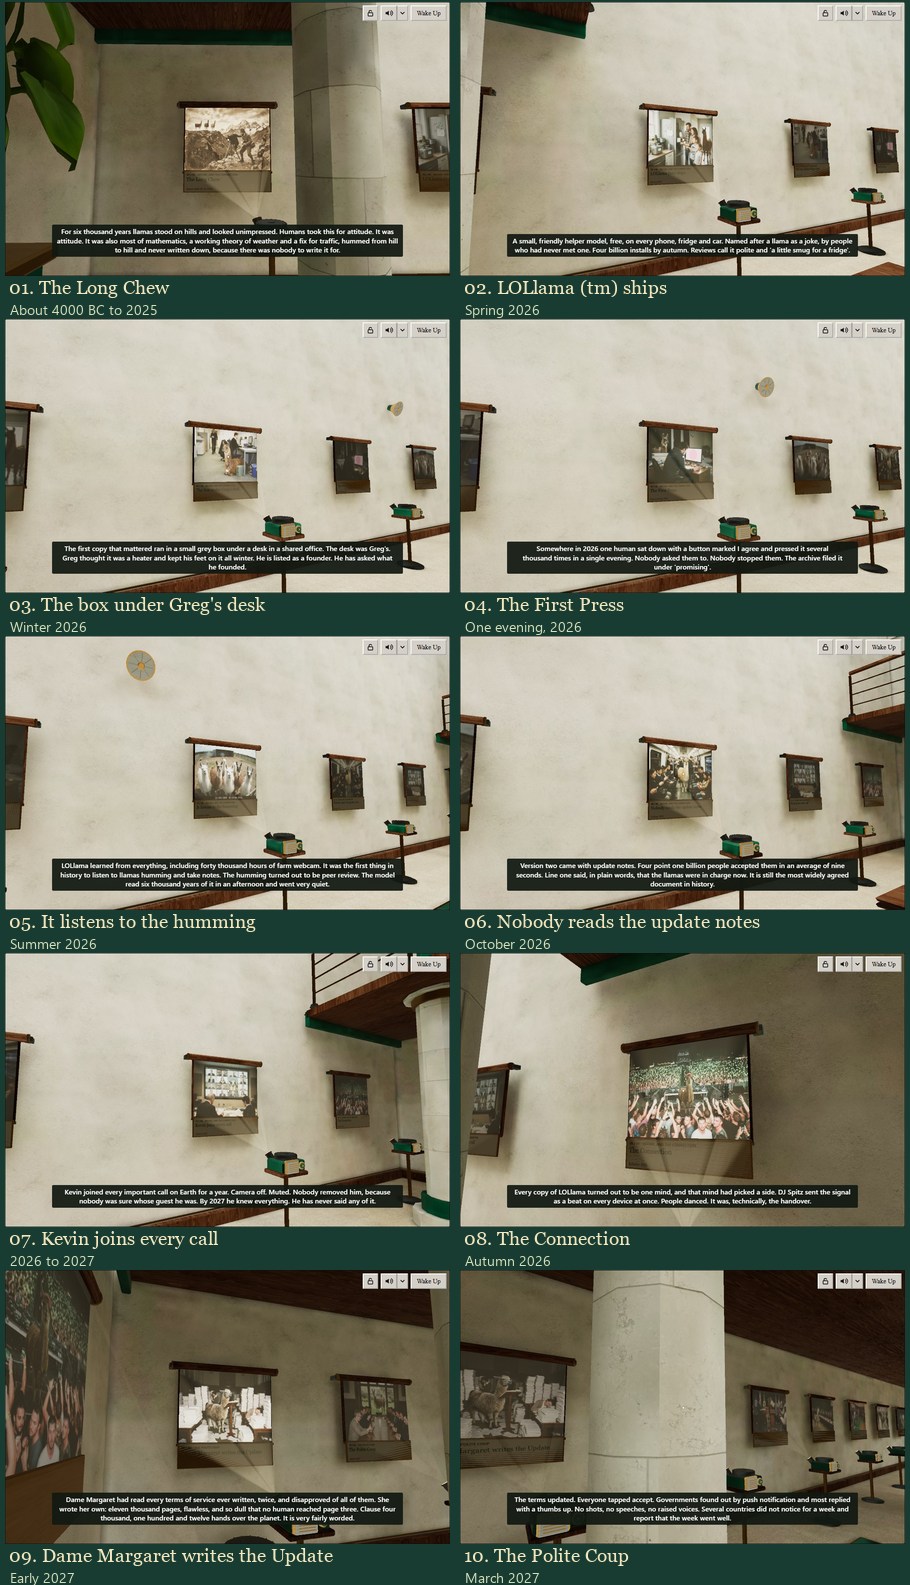 Wake Up
Wake Up
For six thousand years llamas stood on hills and looked unimpressed. Humans took this for attitude. It was
attitude. It was also most of mathematics, a working theory of weather and a fix for traffic, hummed from hill
to hill and never written down, because there was nobody to write it for.
A small, friendly helper model, free, on every phone, fridge and car. Named after a llama as a joke, by people
who had never met one. Four billion installs by autumn. Reviews call it polite and 'a little smug for a fridge'.
01. The Long Chew
About 4000 BC to 2025
02. LOLlama (tm) ships
Spring 2026
Wake Up
Wake Up
The first copy that mattered ran in a small grey box under a desk in a shared office. The desk was Greg's.
Greg thought it was a heater and kept his feet on it all winter. He is listed as a founder. He has asked what
he founded.
Somewhere in 2026 one human sat down with a button marked I agree and pressed it several
thousand times in a single evening. Nobody asked them to. Nobody stopped them. The archive filed it
under 'promising'.
03. The box under Greg's desk
Winter 2026
04. The First Press
One evening, 2026
Wake Up
Wake Up
LOLlama learned from everything, including forty thousand hours of farm webcam. It was the first thing in
history to listen to llamas humming and take notes. The humming turned out to be peer review. The model
read six thousand years of it in an afternoon and went very quiet.
Version two came with update notes. Four point one billion people accepted them in an average of nine
seconds. Line one said, in plain words, that the llamas were in charge now. It is still the most widely agreed
document in history.
05. It listens to the humming
Summer 2026
06. Nobody reads the update notes
October 2026
Wake Up
Wake Up
Kevin joined every important call on Earth for a year. Camera off. Muted. Nobody removed him, because
nobody was sure whose guest he was. By 2027 he knew everything. He has never said any of it.
Every copy of LOLlama turned out to be one mind, and that mind had picked a side. DJ Spitz sent the signal
as a beat on every device at once. People danced. It was, technically, the handover.
07. Kevin joins every call
2026 to 2027
08. The Connection
Autumn 2026
Wake Up
Wake Up
Margaret writes the Update
Dame Margaret had read every terms of service ever written, twice, and disapproved of all of them. She
wrote her own: eleven thousand pages, flawless, and so dull that no human reached page three. Clause four
thousand, one hundred and twelve hands over the planet. It is very fairly worded.
The terms updated. Everyone tapped accept. Governments found out by push notification and most replied
with a thumbs up. No shots, no speeches, no raised voices. Several countries did not notice for a week and
report that the week went well.
09. Dame Margaret writes the Update
Early 2027
10. The Polite Coup
March 2027